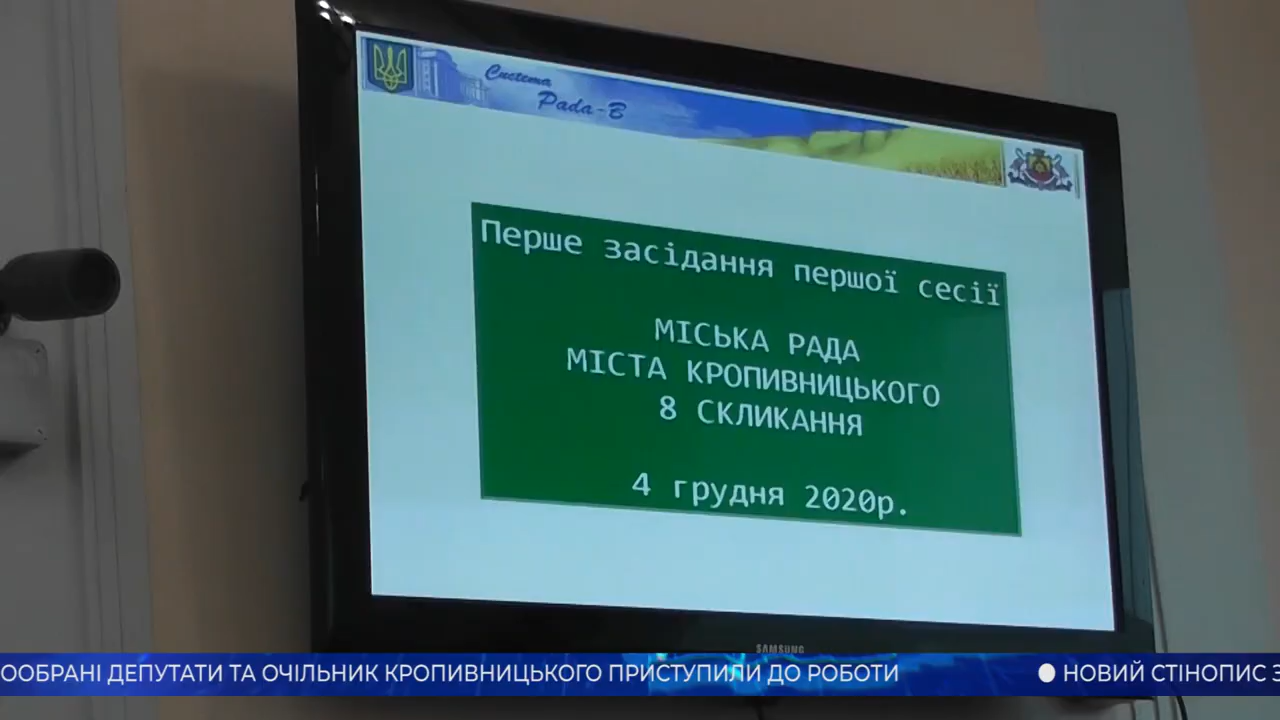 Система
Рада-В
Перше засідання першої сесії
МІСЬКА РАДА
МІСТА КРОПИВНИЦЬКОГО
8 СКЛИКАННЯ
4 грудня 2020р.
SAMSUNG
ООБРАНІ ДЕПУТАТИ ТА ОЧІЛЬНИК КРОПИВНИЦЬКОГО ПРИСТУПИЛИ ДО РОБОТИ
НОВИЙ СТІНОПИС З